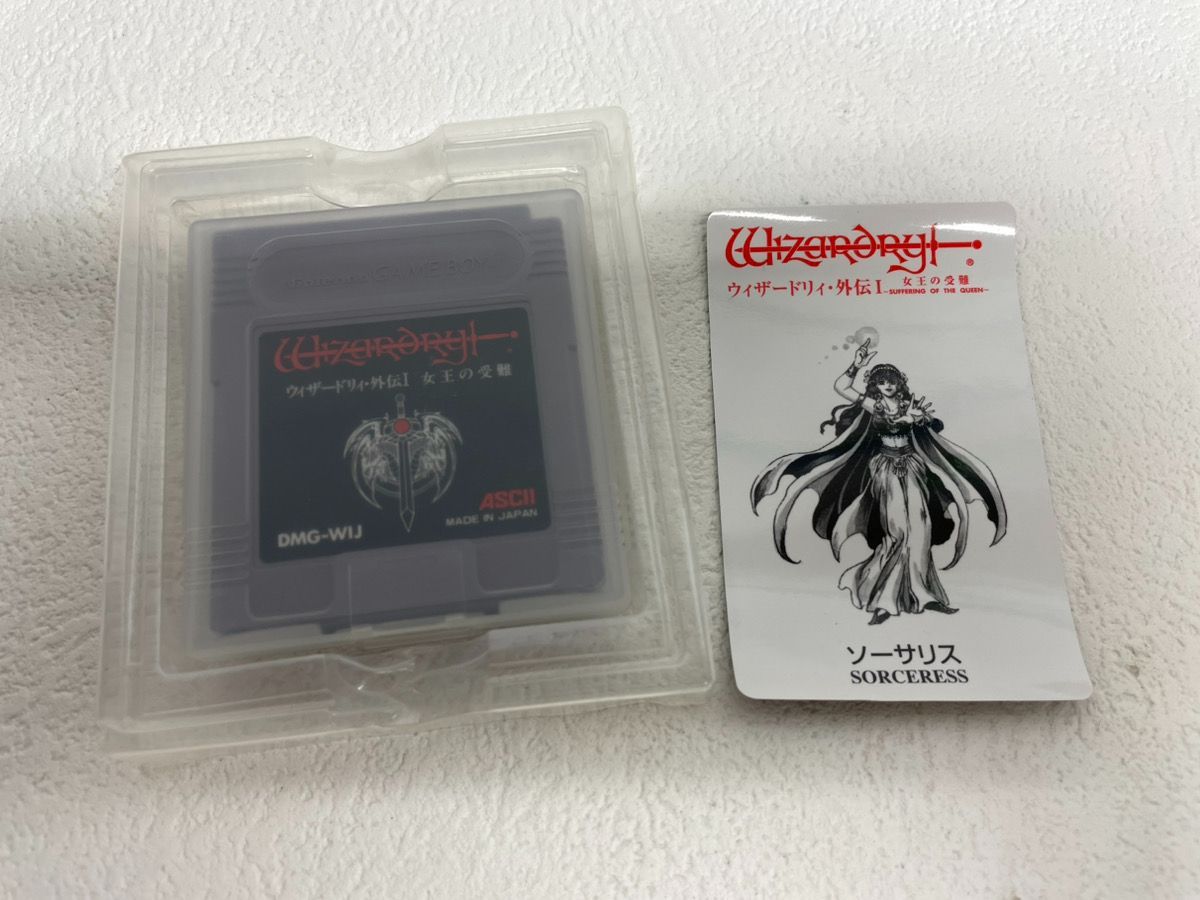 Nintendo GAME BOY
Wizardry
ウィザードリィ・外伝I 女王の受難
ASCII
MADE IN JAPAN
DMG-WIJ
Wizardry®
ウィザードリィ・外伝I 女王の受難
~SUFFERING OF THE QUEEN~
ソーサリス
SORCERESS